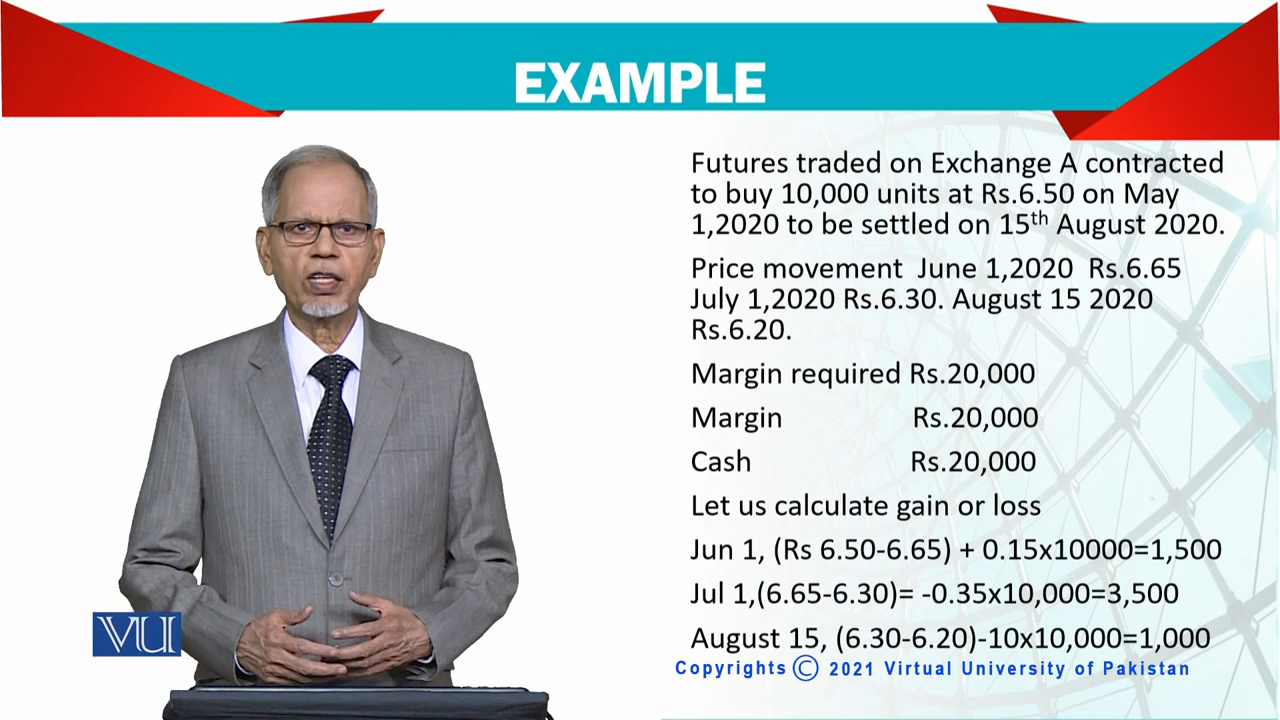 EXAMPLE
Futures traded on Exchange A contracted
to buy 10,000 units at Rs.6.50 on May
1,2020 to be settled on 15th August 2020.
Price movement June 1,2020 Rs.6.65
July 1,2020 Rs.6.30. August 15 2020
Rs.6.20.
Margin required Rs.20,000
Margin Rs.20,000
Cash Rs.20,000
Let us calculate gain or loss
Jun 1, (Rs 6.50-6.65) + 0.15x10000=1,500
Jul 1,(6.65-6.30)= -0.35x10,000=3,500
August 15, (6.30-6.20)-10x10,000=1,000
VU
Copyrights © 2021 Virtual University of Pakistan